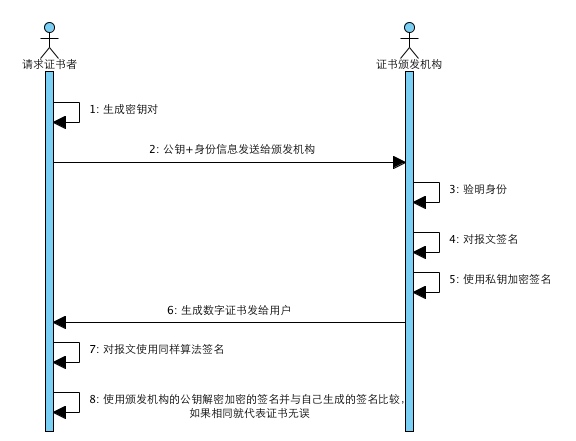 请求证书者
证书颁发机构
1: 生成密钥对
2: 公钥+身份信息发送给颁发机构
3: 验明身份
4: 对报文签名
5: 使用私钥加密签名
6: 生成数字证书发给用户
7: 对报文使用同样算法签名
8: 使用颁发机构的公钥解密加密的签名并与自己生成的签名比较,
如果相同就代表证书无误